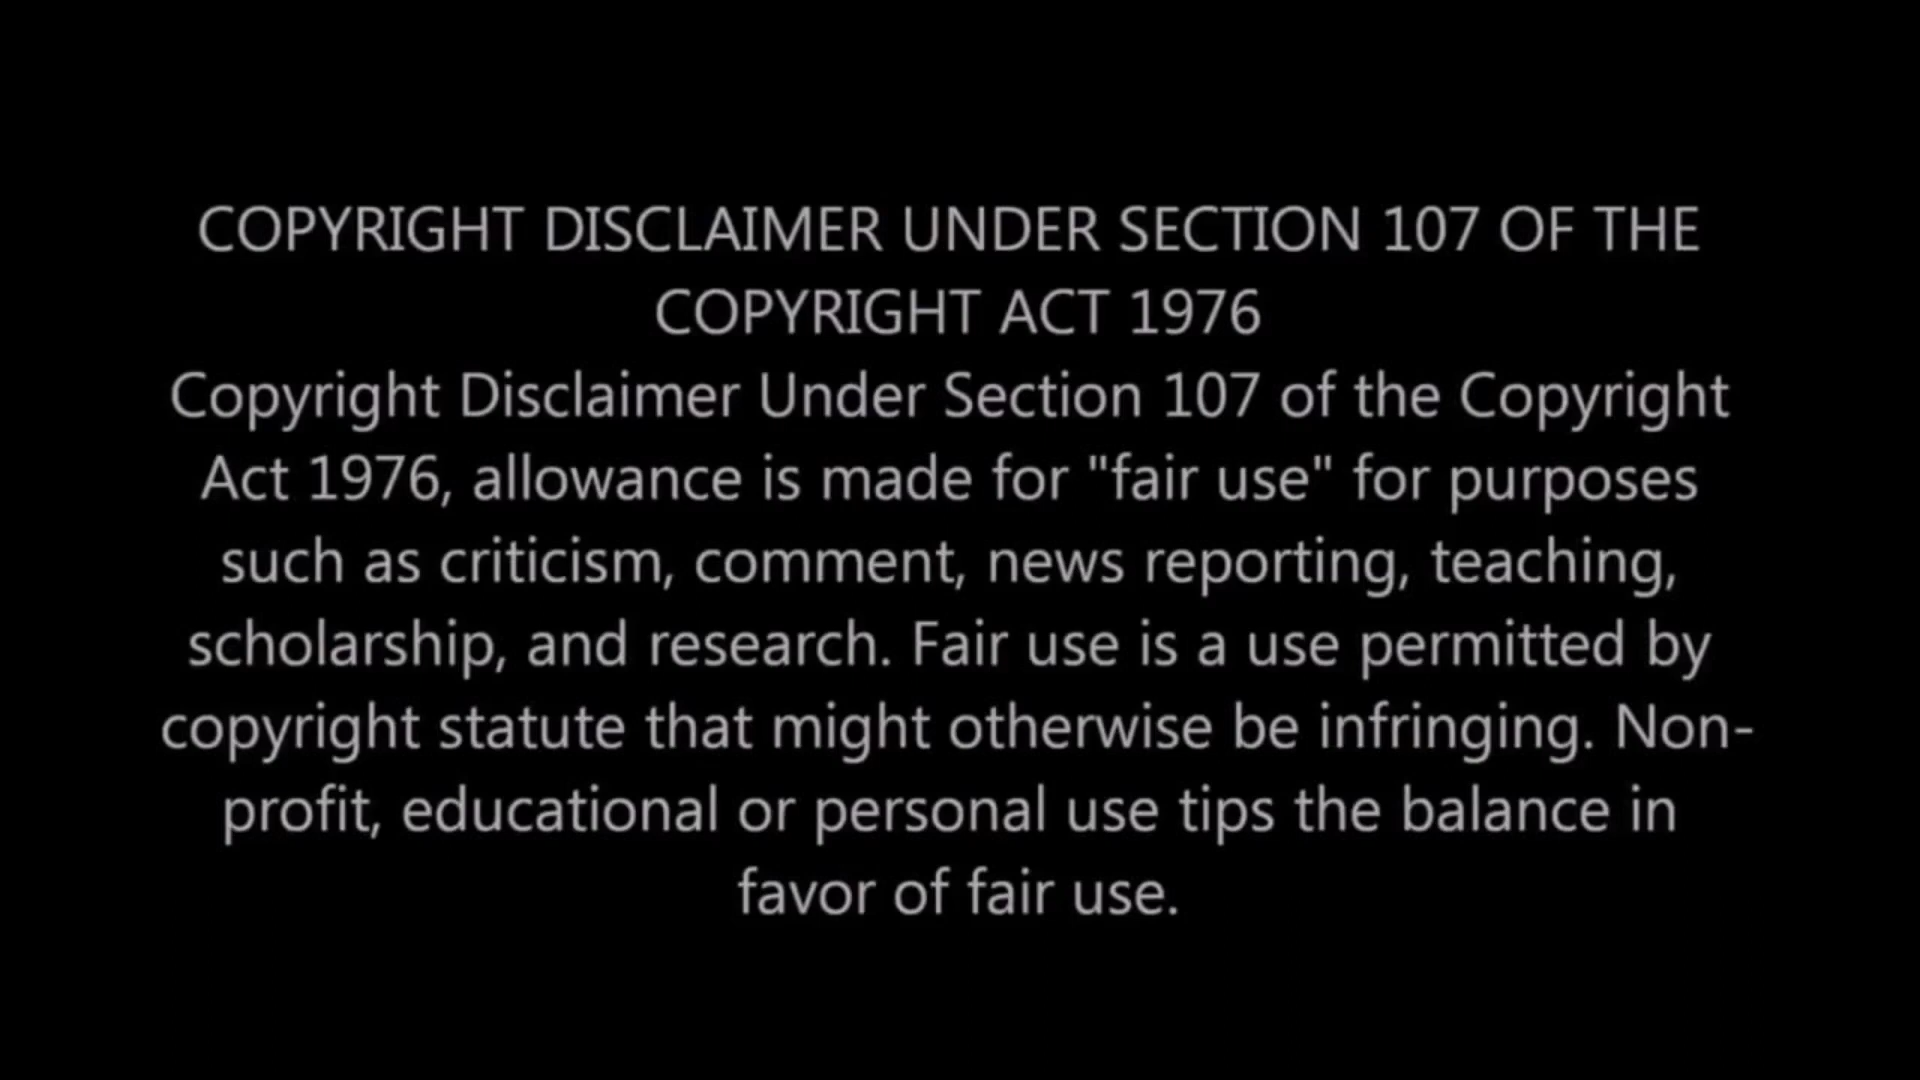 COPYRIGHT DISCLAIMER UNDER SECTION 107 OF THE
COPYRIGHT ACT 1976
Copyright Disclaimer Under Section 107 of the Copyright
Act 1976, allowance is made for "fair use" for purposes
such as criticism, comment, news reporting, teaching,
scholarship, and research. Fair use is a use permitted by
copyright statute that might otherwise be infringing. Non-
profit, educational or personal use tips the balance in
favor of fair use.